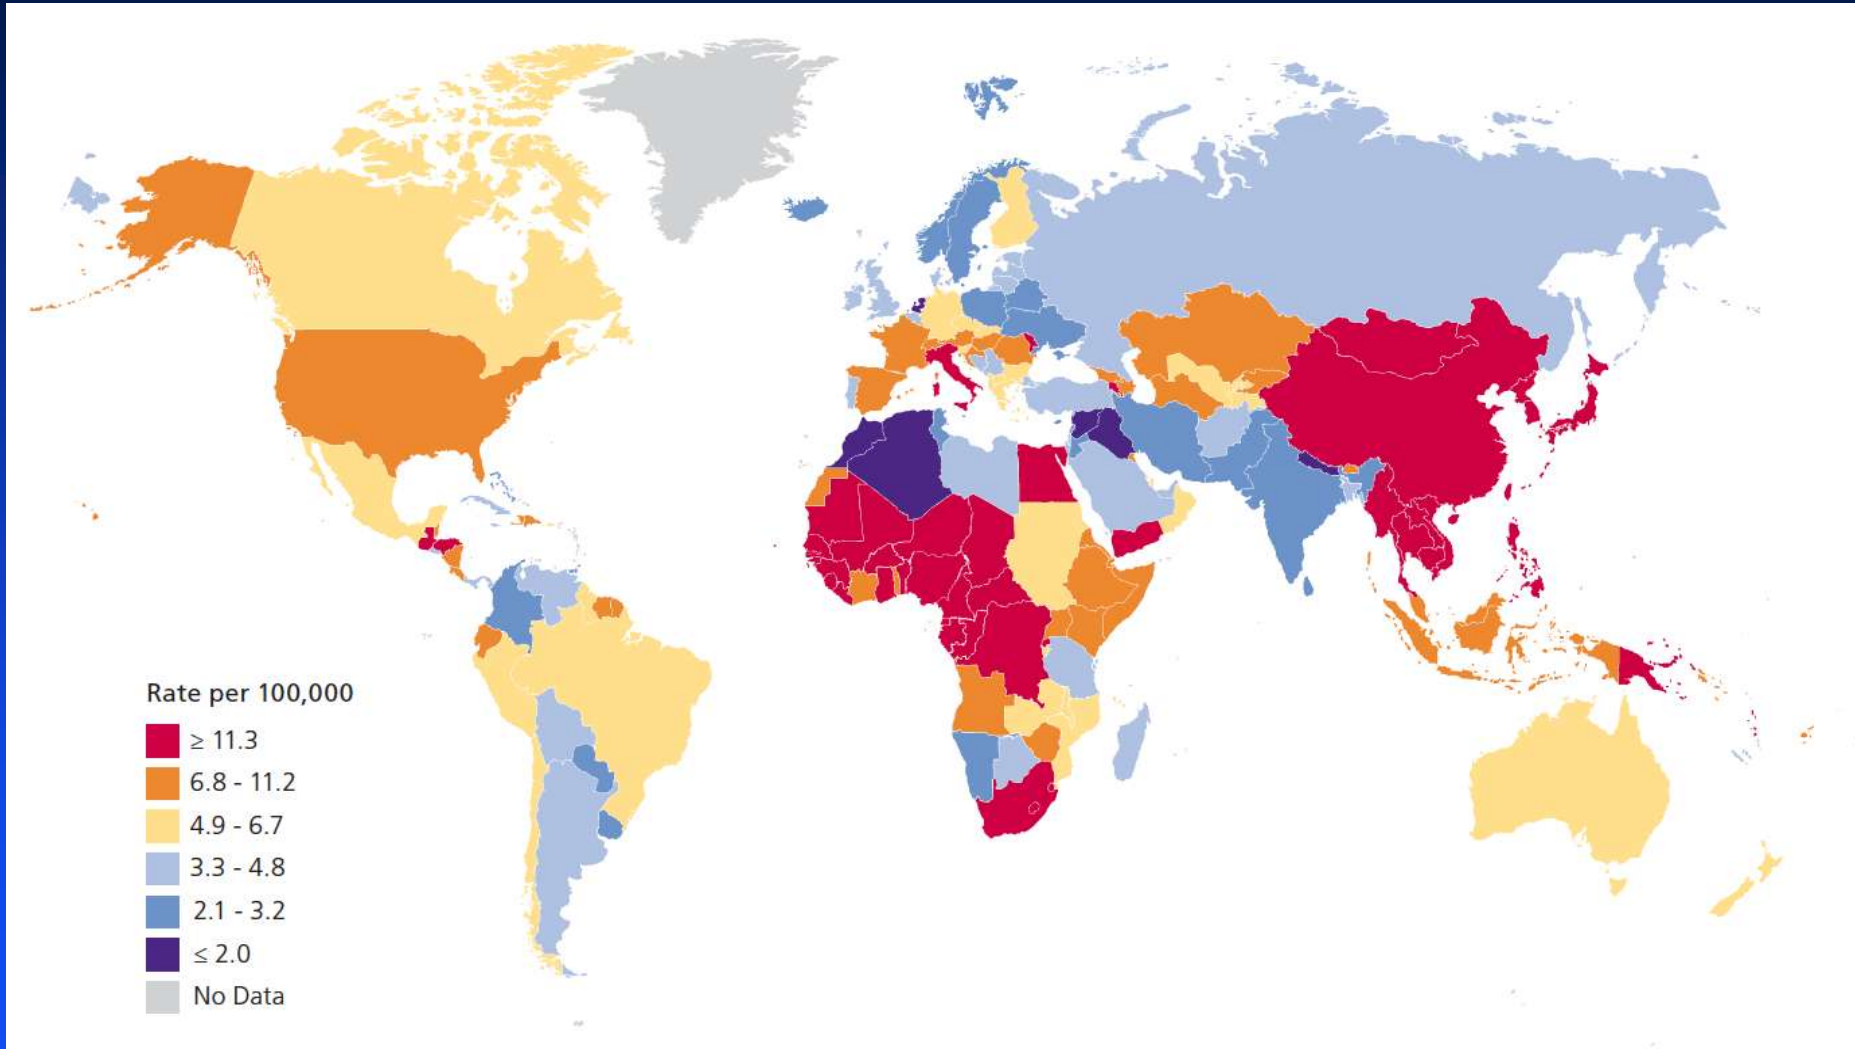 Rate per 100,000
≥ 11.3
6.8 - 11.2
4.9 - 6.7
3.3 - 4.8
2.1 - 3.2
≤ 2.0
No Data